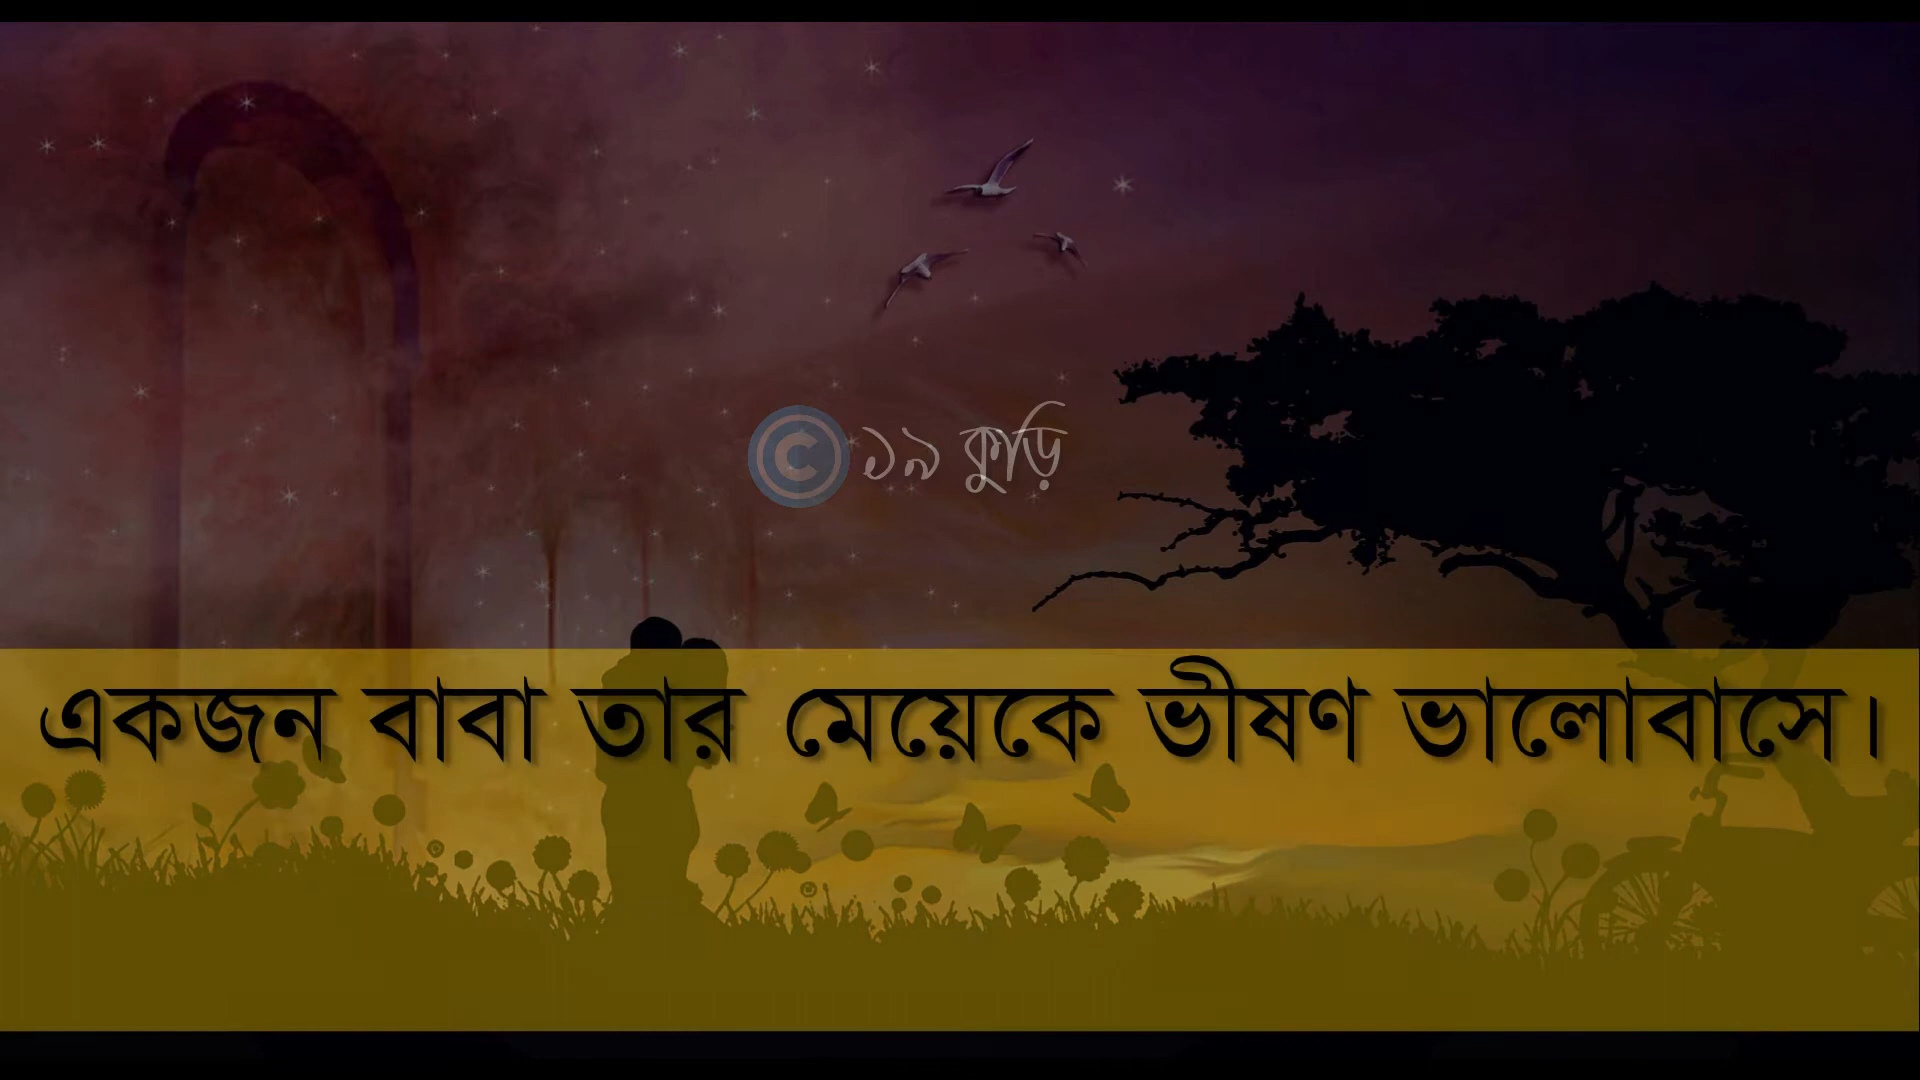 © ১৯ কুড়ি
একজন বাবা তার মেয়েকে ভীষণ ভালোবাসে।